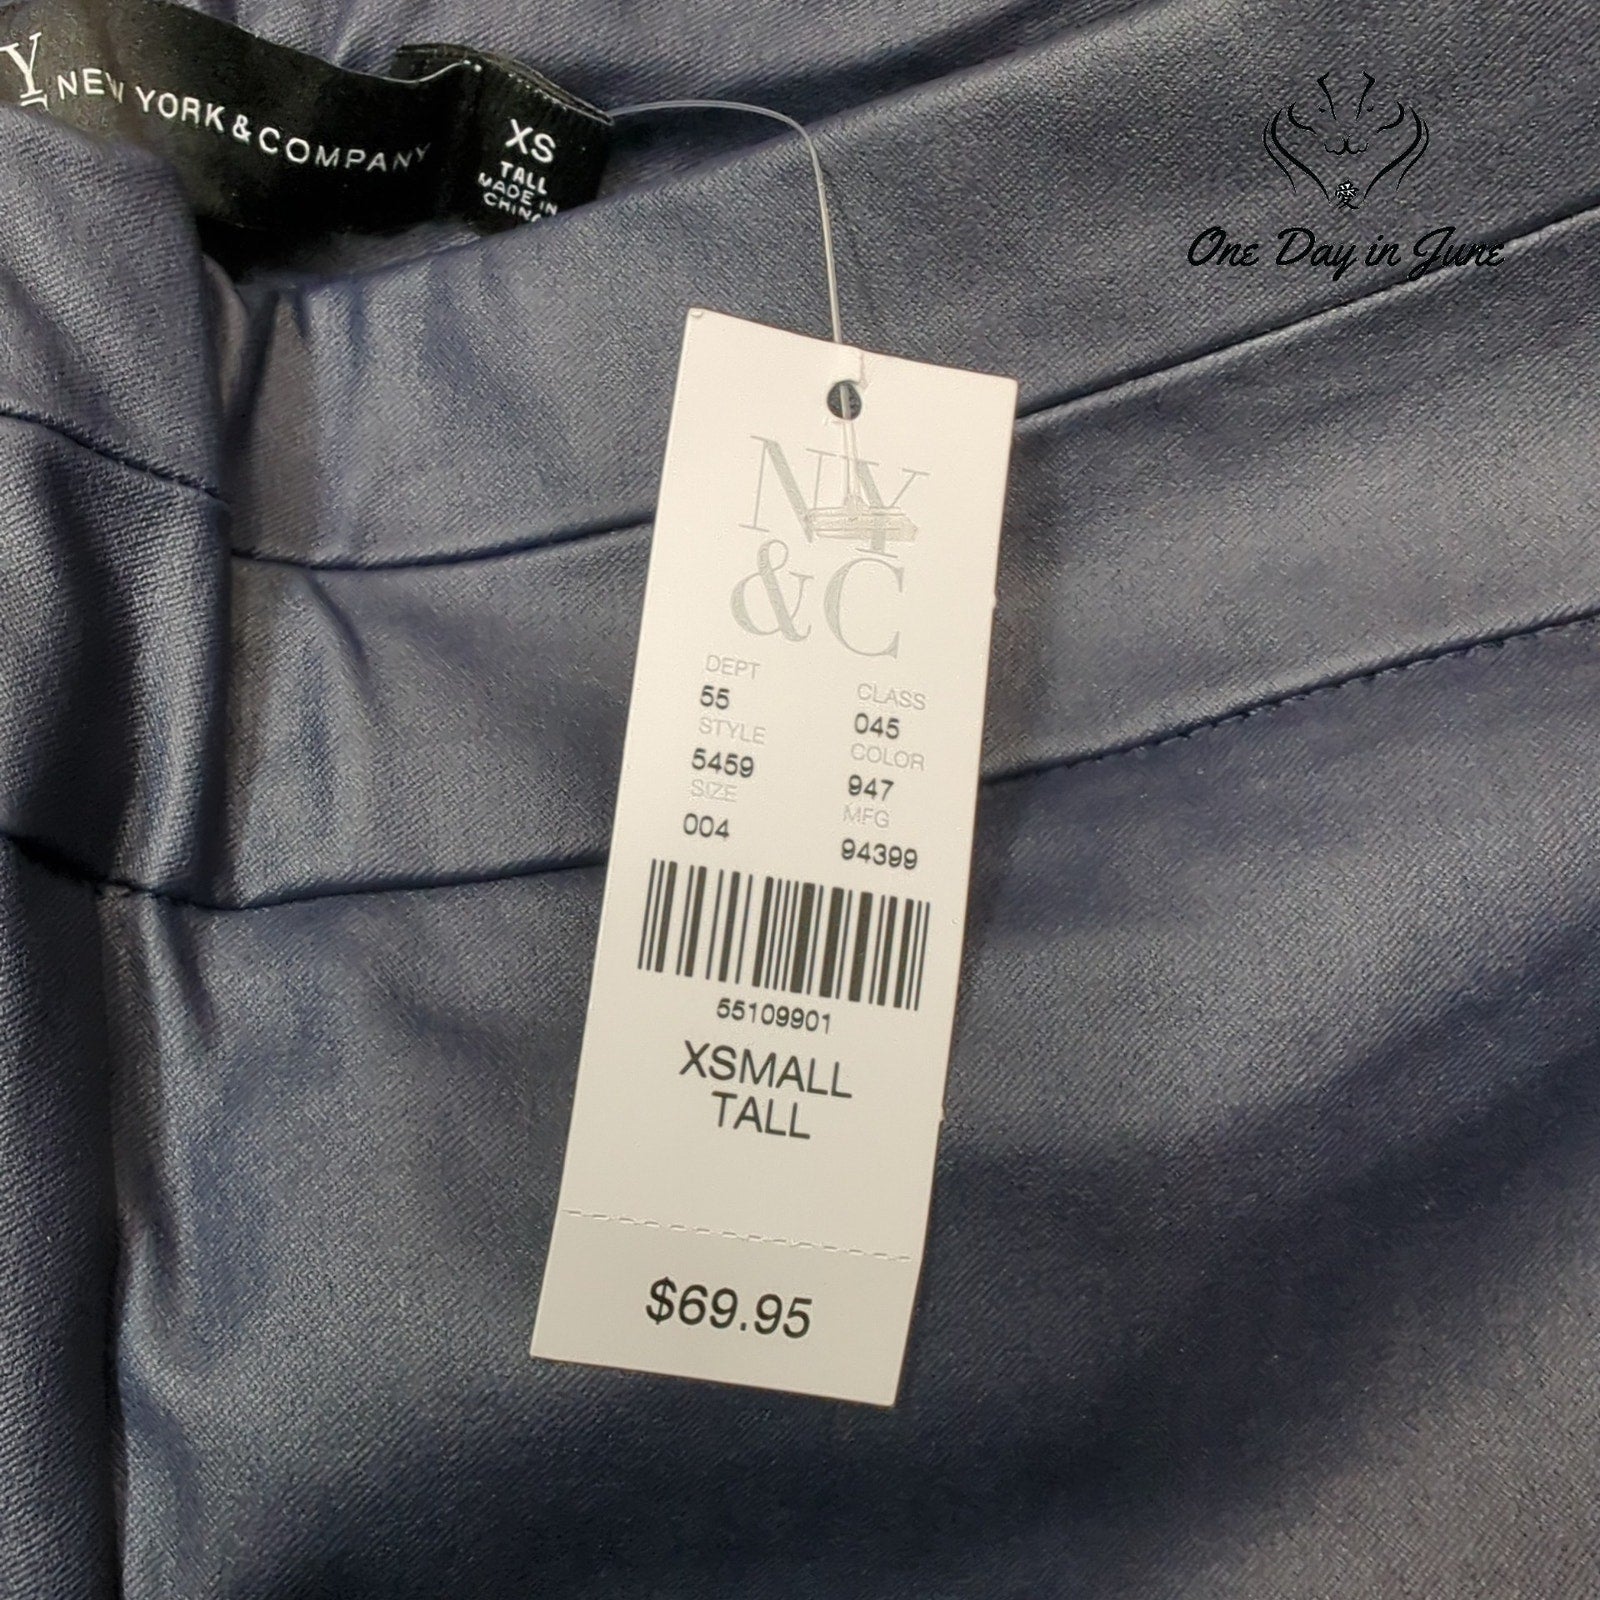 Y NEW YORK & COMPANY
XS
TALL
MADE IN
CHINA
愛
One Day in June
NY
&C
DEPT
55
STYLE
5459
SIZE
004
CLASS
045
COLOR
947
MFG
94399
55109901
XSMALL
TALL
$69.95